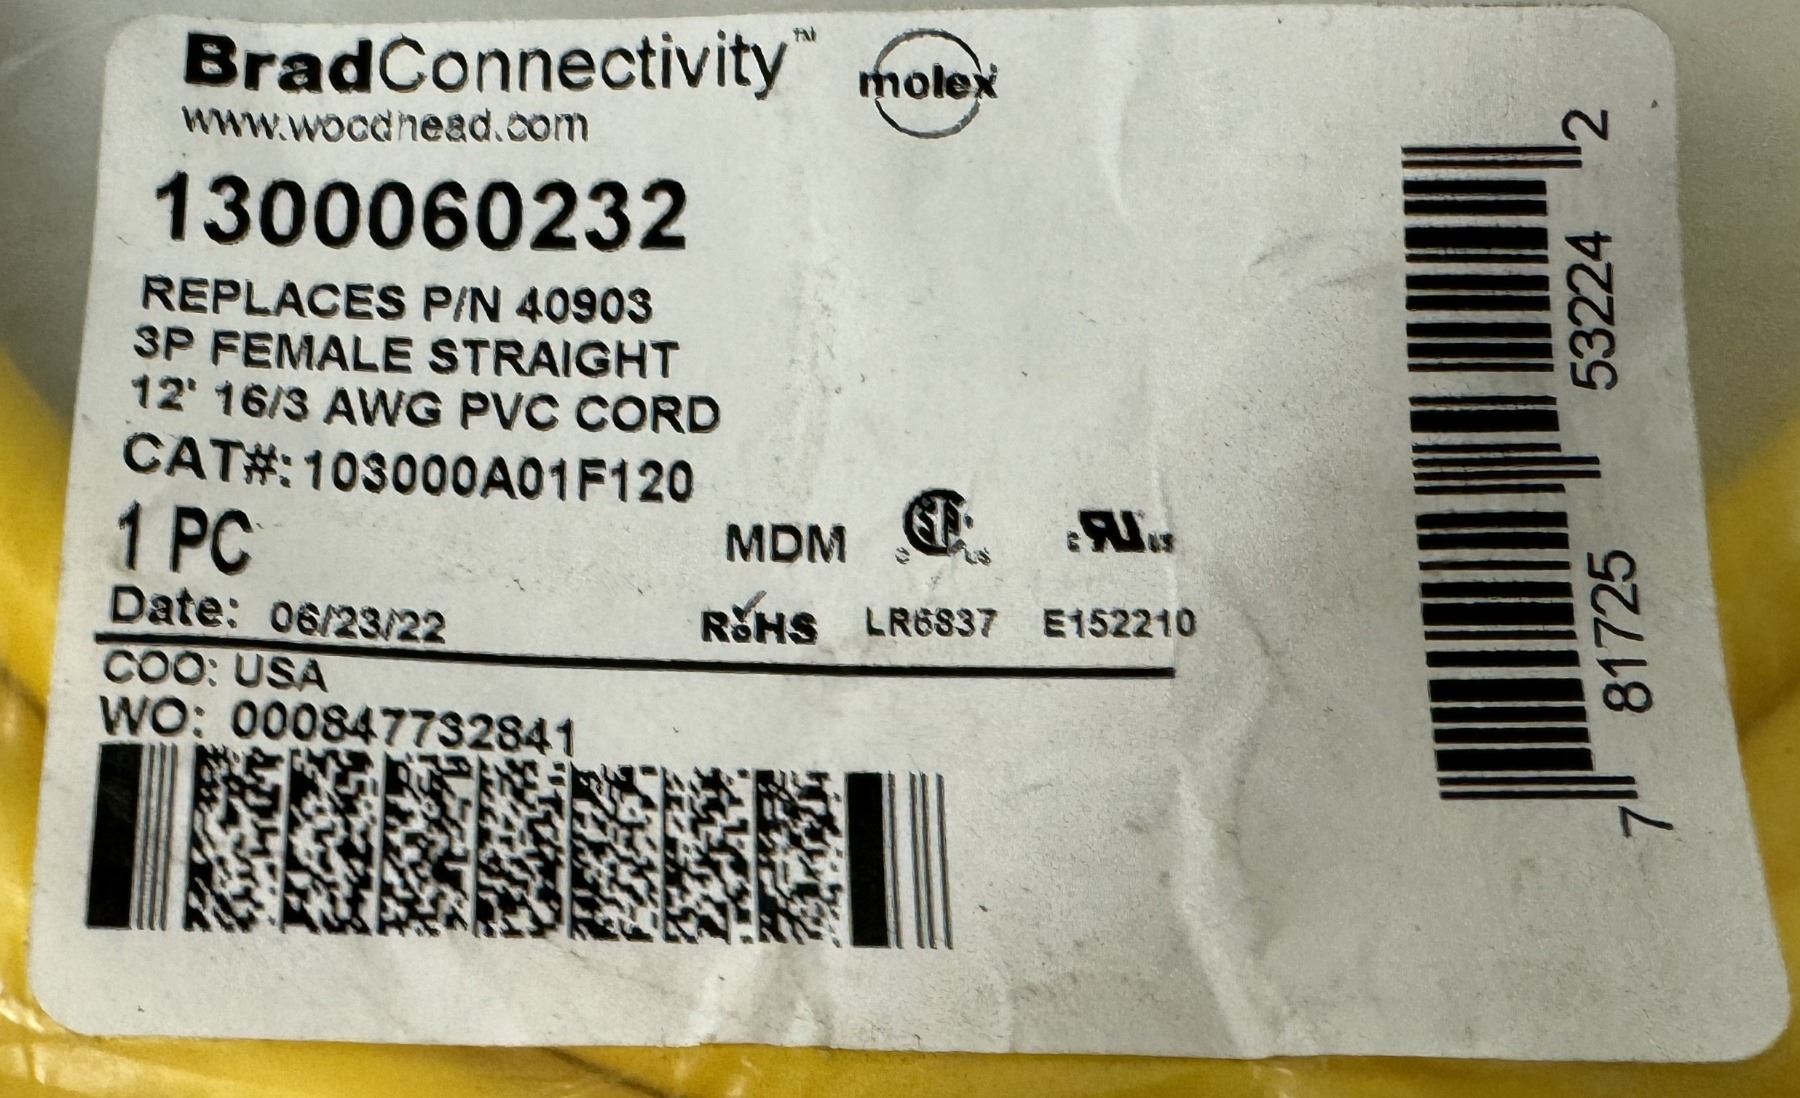 BradConnectivity™
molex
www.woodhead.com
1300060232
REPLACES P/N 40903
3P FEMALE STRAIGHT
12' 16/3 AWG PVC CORD
CAT#: 103000A01F120
1 PC
MDM
Date: 06/23/22
RoHS LR6837 E152210
COO: USA
WO: 000847732841
7 81725 53224 2